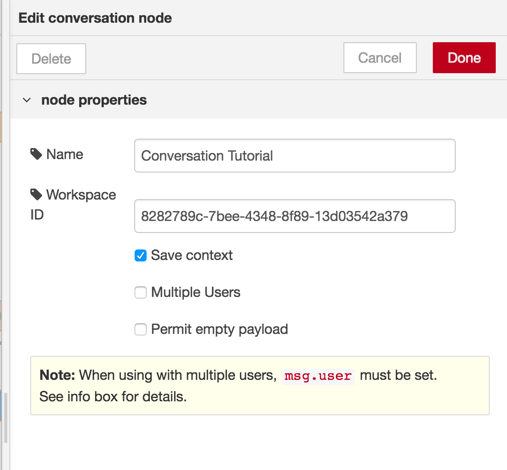 Edit conversation node
Delete
Cancel
Done
node properties
Name
Conversation Tutorial
Workspace
ID
8282789c-7bee-4348-8f89-13d03542a379
Save context
Multiple Users
Permit empty payload
Note: When using with multiple users, msg.user must be set.
See info box for details.